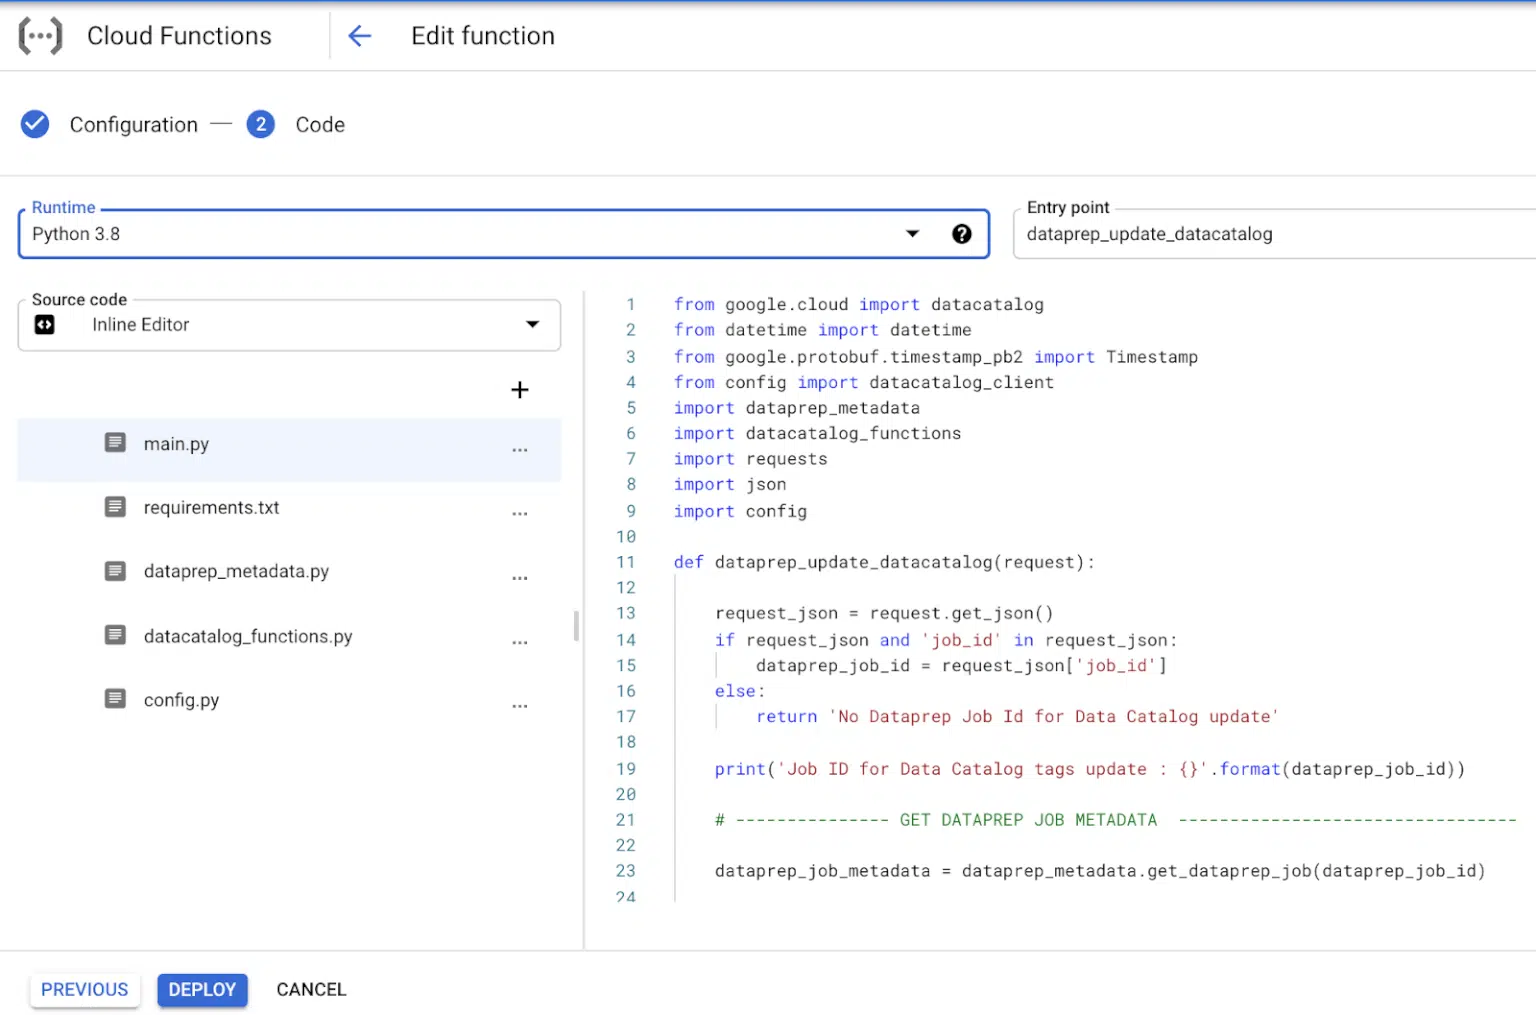 Cloud Functions
Edit function
Configuration
2
Code
Runtime
Python 3.8
Entry point
dataprep_update_datacatalog
Source code
Inline Editor
main.py
requirements.txt
dataprep_metadata.py
datacatalog_functions.py
config.py
1 from google.cloud import datacatalog
2 from datetime import datetime
3 from google.protobuf.timestamp_pb2 import Timestamp
4 from config import datacatalog_client
5 import dataprep_metadata
6 import datacatalog_functions
7 import requests
8 import json
9 import config
10
11 def dataprep_update_datacatalog(request):
12
13     request_json = request.get_json()
14     if request_json and 'job_id' in request_json:
15         dataprep_job_id = request_json['job_id']
16     else:
17         return 'No Dataprep Job Id for Data Catalog update'
18
19     print('Job ID for Data Catalog tags update : {}'.format(dataprep_job_id))
20
21     # --------------- GET DATAPREP JOB METADATA  ---------------------------------
22
23     dataprep_job_metadata = dataprep_metadata.get_dataprep_job(dataprep_job_id)
24
PREVIOUS
DEPLOY
CANCEL